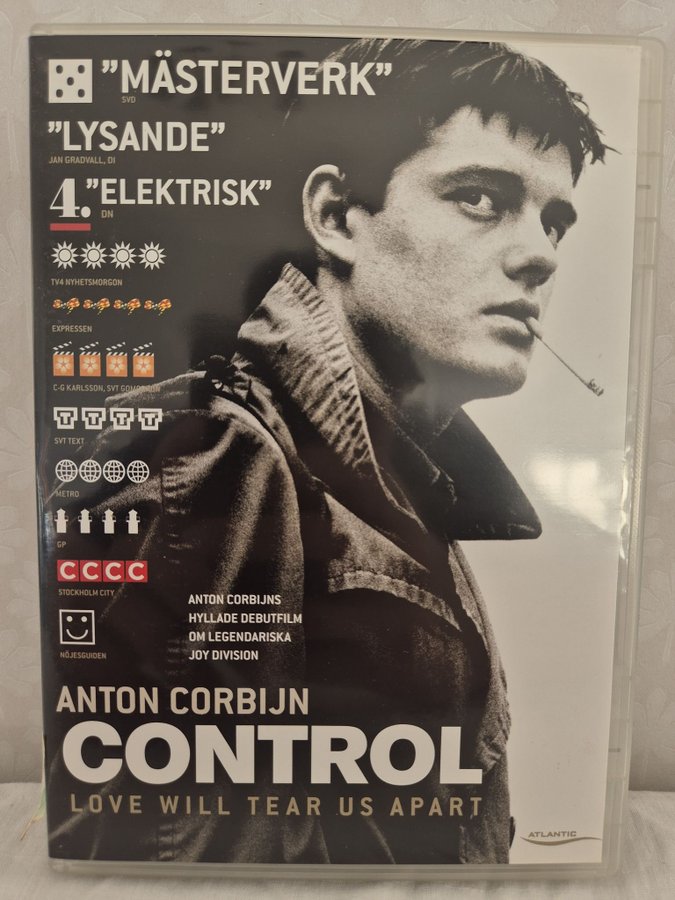 "MÄSTERVERK"
SVD
"LYSANDE"
JAN GRADVALL, DI
4. "ELEKTRISK"
DN
TV4 NYHETSMORGON
EXPRESSEN
C-G KARLSSON, SVT GOMORRON
T T T T
SVT TEXT
METRO
GP
C C C C
STOCKHOLM CITY
NÖJESGUIDEN
ANTON CORBIJNS
HYLLADE DEBUTFILM
OM LEGENDARISKA
JOY DIVISION
ANTON CORBIJN
CONTROL
LOVE WILL TEAR US APART
ATLANTIC